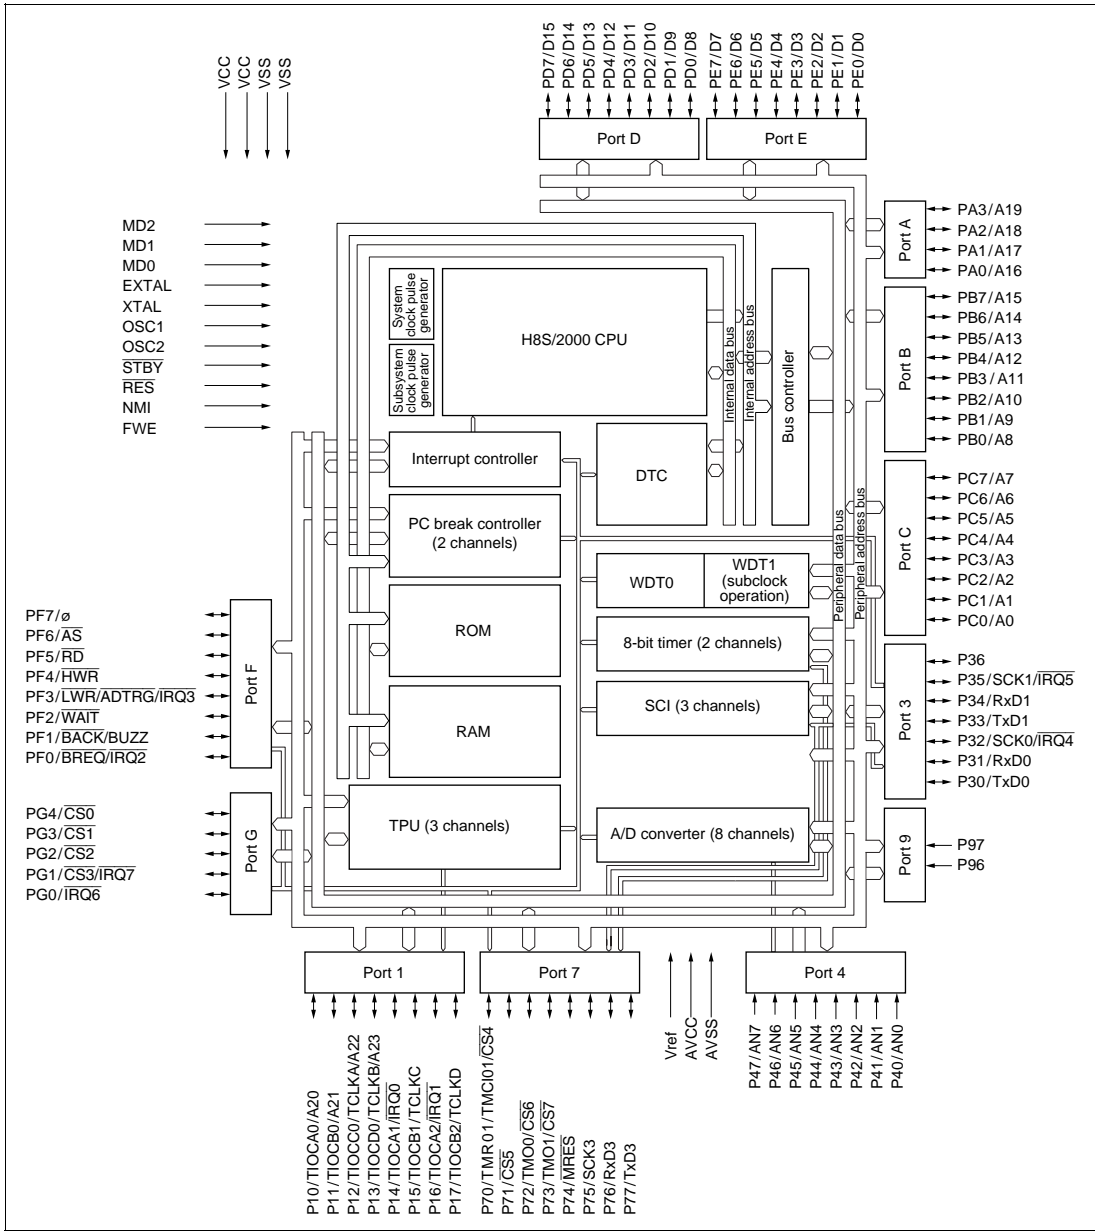 VCC
VCC
VSS
VSS
PD7/D15
PD6/D14
PD5/D13
PD4/D12
PD3/D11
PD2/D10
PD1/D9
PD0/D8
PE7/D7
PE6/D6
PE5/D5
PE4/D4
PE3/D3
PE2/D2
PE1/D1
PE0/D0
Port D
Port E
MD2
MD1
MD0
EXTAL
XTAL
OSC1
OSC2
STBY
RES
NMI
FWE
System
clock pulse
generator
Subsystem
clock pulse
generator
H8S/2000 CPU
Internal data bus
Internal address bus
Bus controller
Peripheral data bus
Peripheral address bus
Port A
PA3/A19
PA2/A18
PA1/A17
PA0/A16
Port B
PB7/A15
PB6/A14
PB5/A13
PB4/A12
PB3/A11
PB2/A10
PB1/A9
PB0/A8
Interrupt controller
DTC
PC break controller
(2 channels)
Port C
PC7/A7
PC6/A6
PC5/A5
PC4/A4
PC3/A3
PC2/A2
PC1/A1
PC0/A0
WDT0
WDT1
(subclock
operation)
ROM
8-bit timer (2 channels)
RAM
SCI (3 channels)
PF7/ø
PF6/AS
PF5/RD
PF4/HWR
PF3/LWR/ADTRG/IRQ3
PF2/WAIT
PF1/BACK/BUZZ
PF0/BREQ/IRQ2
Port F
Port 3
P36
P35/SCK1/IRQ5
P34/RxD1
P33/TxD1
P32/SCK0/IRQ4
P31/RxD0
P30/TxD0
PG4/CS0
PG3/CS1
PG2/CS2
PG1/CS3/IRQ7
PG0/IRQ6
Port G
TPU (3 channels)
A/D converter (8 channels)
Port 9
P97
P96
Port 1
Port 7
Port 4
P10/TIOCA0/A20
P11/TIOCB0/A21
P12/TIOCC0/TCLKA/A22
P13/TIOCD0/TCLKB/A23
P14/TIOCA1/IRQ0
P15/TIOCB1/TCLKC
P16/TIOCA2/IRQ1
P17/TIOCB2/TCLKD
P70/TMR01/TMCI01/CS4
P71/CS5
P72/TMO0/CS6
P73/TMO1/CS7
P74/MRES
P75/SCK3
P76/RxD3
P77/TxD3
Vref
AVCC
AVSS
P47/AN7
P46/AN6
P45/AN5
P44/AN4
P43/AN3
P42/AN2
P41/AN1
P40/AN0